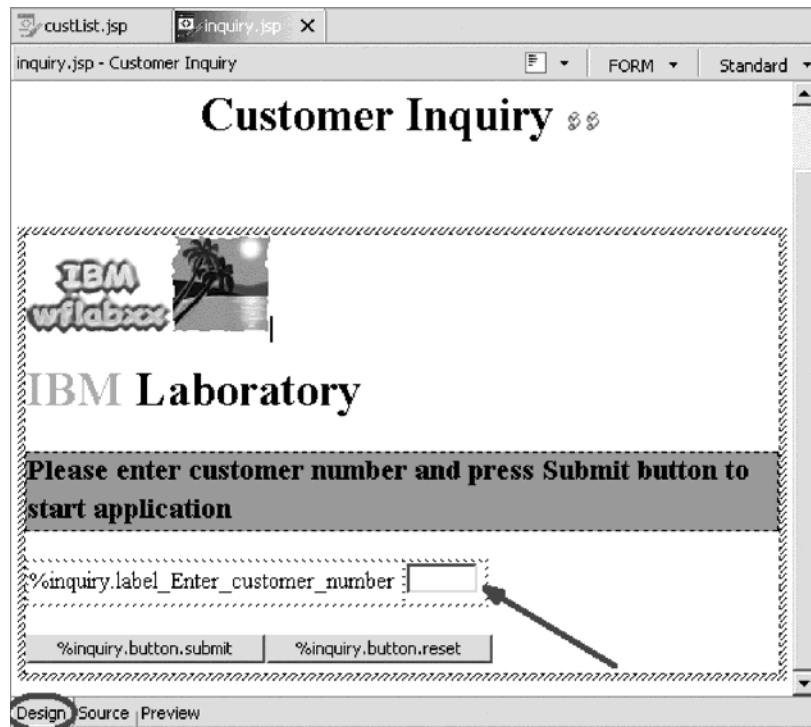 custList.jsp inquiry.jsp
inquiry.jsp - Customer Inquiry FORM Standard
Customer Inquiry
IBM
wflabxx
IBM Laboratory
Please enter customer number and press Submit button to
start application
%inquiry.label_Enter_customer_number :
%inquiry.button.submit %inquiry.button.reset
Design Source Preview